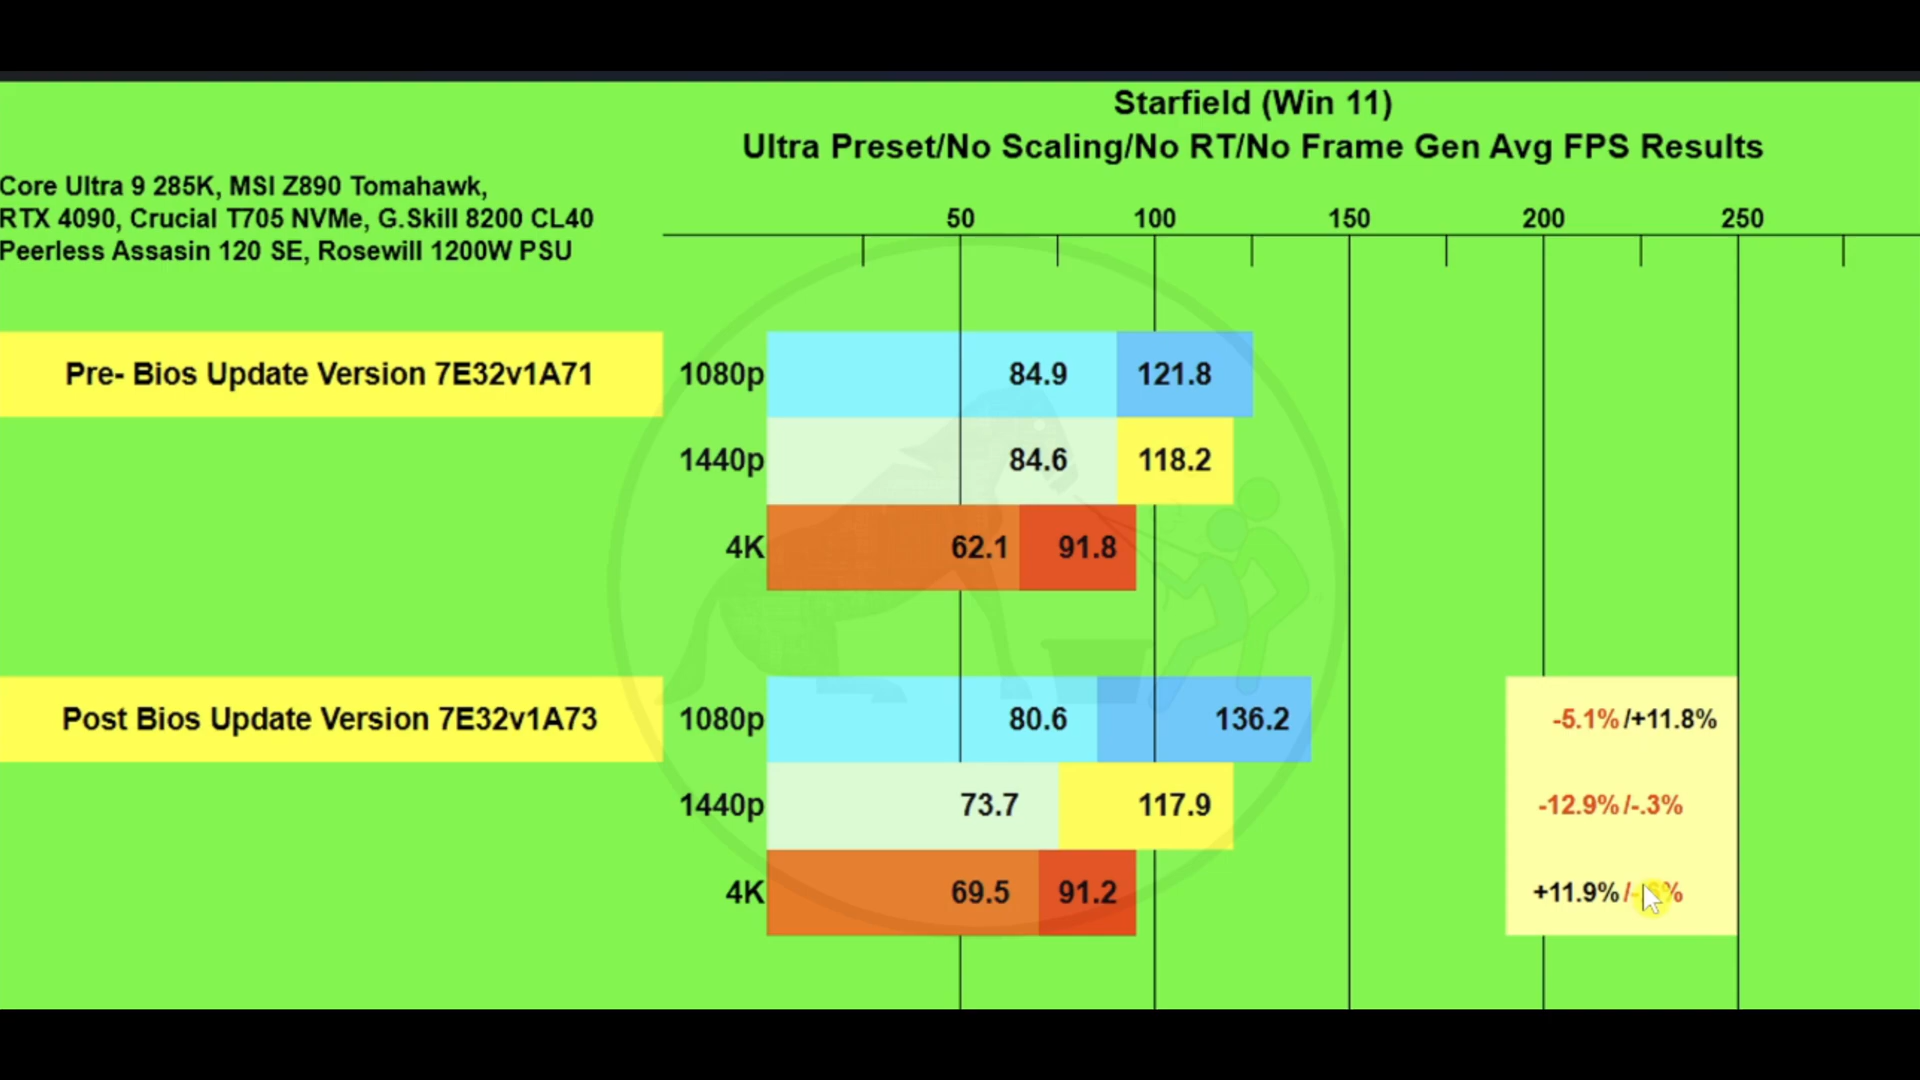 Starfield (Win 11)
Ultra Preset/No Scaling/No RT/No Frame Gen Avg FPS Results
Core Ultra 9 285K, MSI Z890 Tomahawk,
RTX 4090, Crucial T705 NVMe, G.Skill 8200 CL40
Peerless Assasin 120 SE, Rosewill 1200W PSU
50 100 150 200 250
Pre- Bios Update Version 7E32v1A71 1080p 84.9 121.8
1440p 84.6 118.2
4K 62.1 91.8
Post Bios Update Version 7E32v1A73 1080p 80.6 136.2 -5.1%/+11.8%
1440p 73.7 117.9 -12.9%/-.3%
4K 69.5 91.2 +11.9%